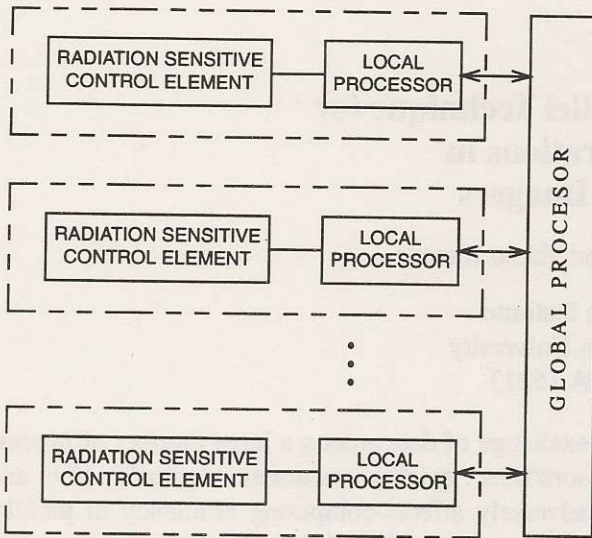 RADIATION SENSITIVE
CONTROL ELEMENT
LOCAL
PROCESSOR
RADIATION SENSITIVE
CONTROL ELEMENT
LOCAL
PROCESSOR
RADIATION SENSITIVE
CONTROL ELEMENT
LOCAL
PROCESSOR
GLOBAL PROCESOR